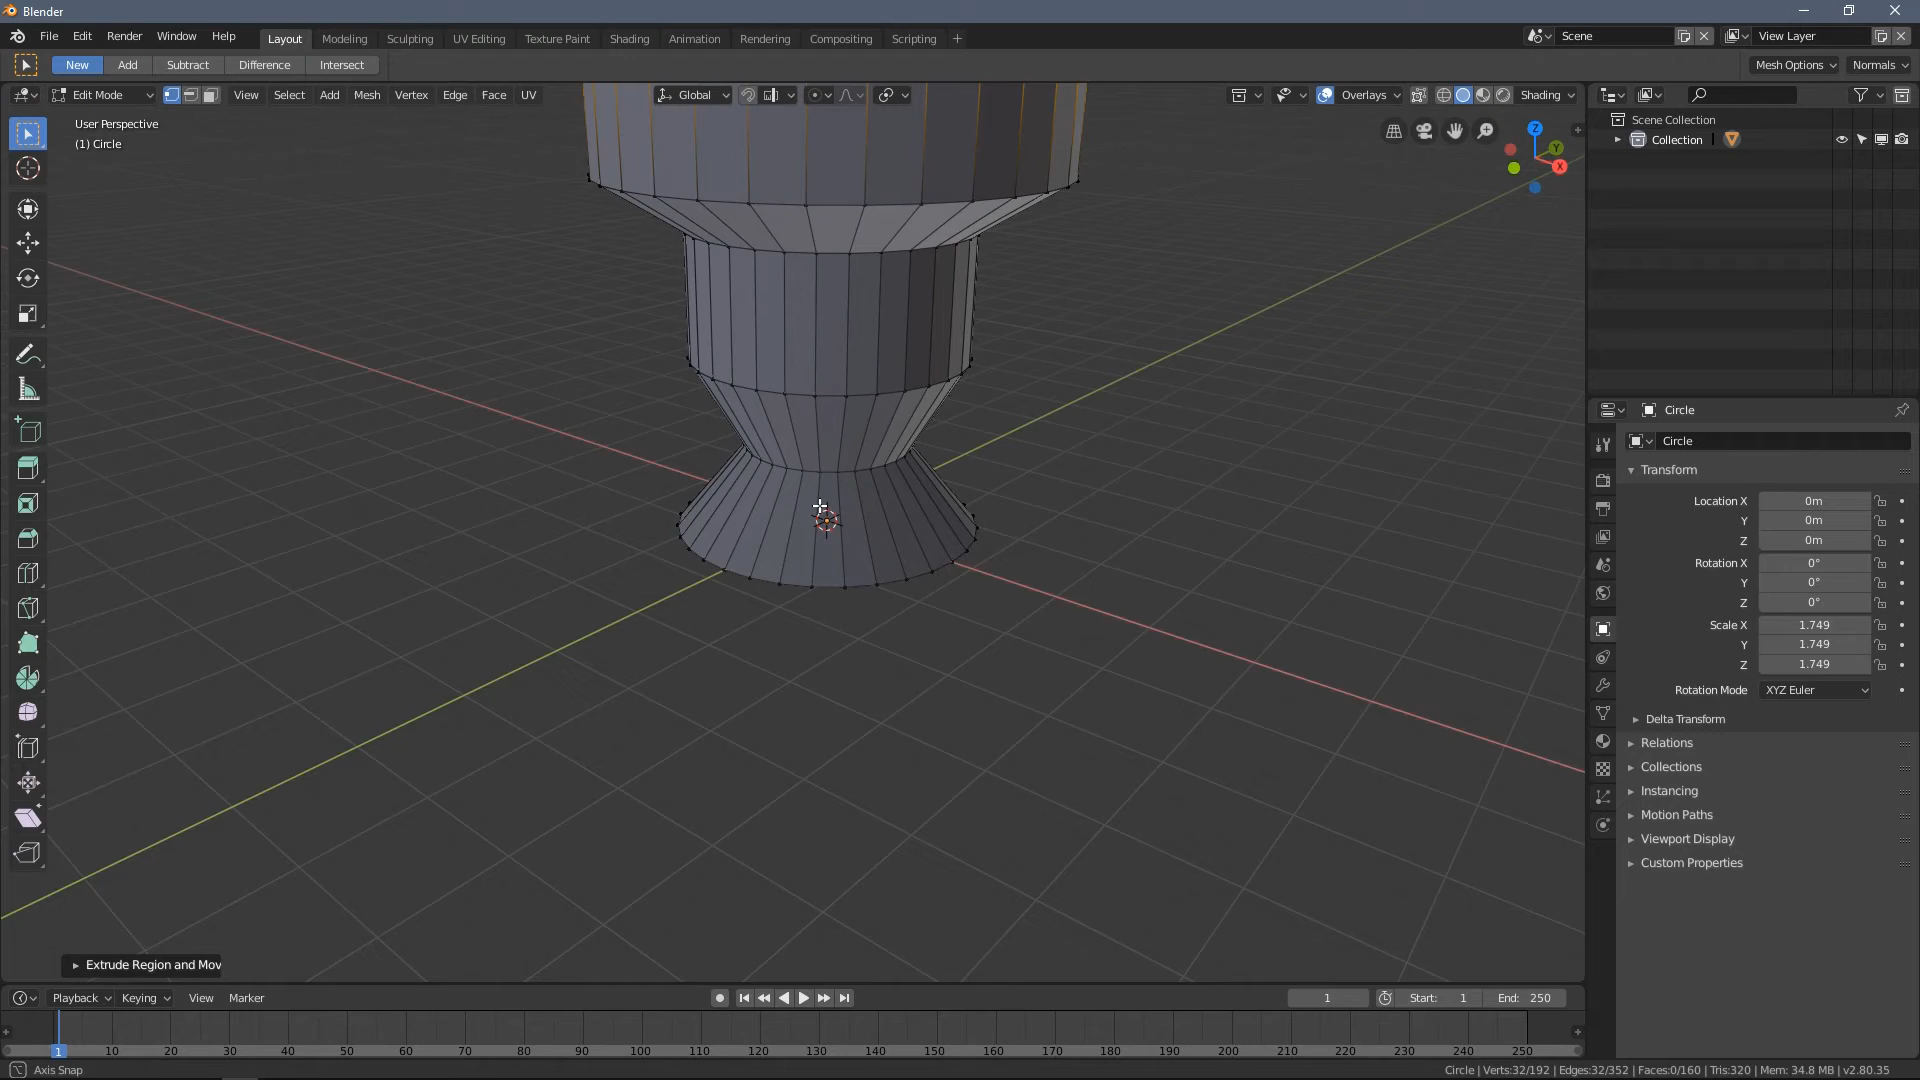 Blender
File Edit Render Window Help Layout Modeling Sculpting UV Editing Texture Paint Shading Animation Rendering Compositing Scripting + Scene View Layer
New Add Subtract Difference Intersect Mesh Options Normals
Edit Mode View Select Add Mesh Vertex Edge Face UV Global Overlays Shading
User Perspective
(1) Circle
Z
Y
X
Scene Collection
Collection
Circle
Circle
Transform
Location X 0m
Y 0m
Z 0m
Rotation X 0°
Y 0°
Z 0°
Scale X 1.749
Y 1.749
Z 1.749
Rotation Mode XYZ Euler
Delta Transform
Relations
Collections
Instancing
Motion Paths
Viewport Display
Custom Properties
Extrude Region and Mov
Playback Keying View Marker 1 Start: 1 End: 250
1 10 20 30 40 50 60 70 80 90 100 110 120 130 140 150 160 170 180 190 200 210 220 230 240 250
Axis Snap Circle | Verts:32/192 | Edges:32/352 | Faces:0/160 | Tris:320 | Mem: 34.8 MB | v2.80.35